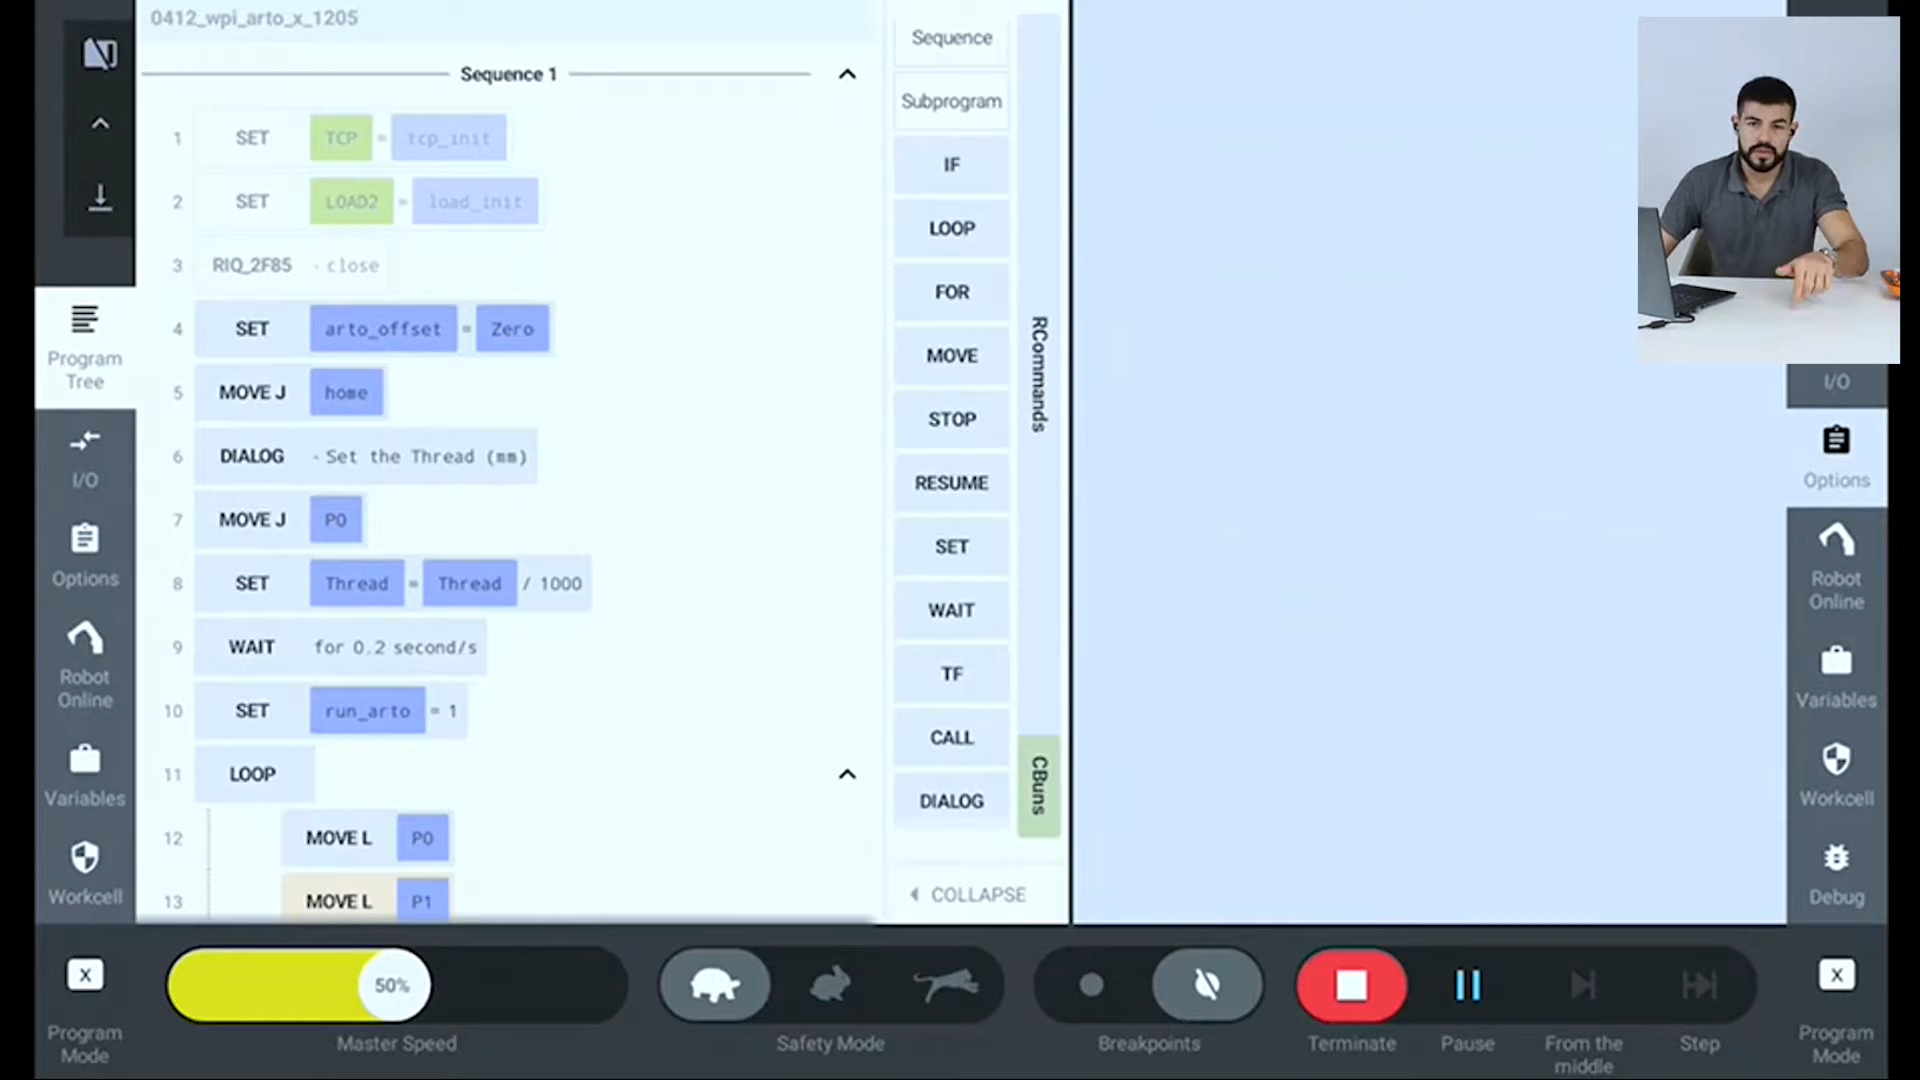 0412_wpi_arto_x_1205
Sequence 1
1 SET TCP = tcp_init
2 SET LOAD2 = load_init
3 RIQ_2F85 - close
4 SET arto_offset = Zero
5 MOVE J home
6 DIALOG - Set the Thread (mm)
7 MOVE J P0
8 SET Thread = Thread / 1000
9 WAIT for 0.2 second/s
10 SET run_arto = 1
11 LOOP
12 MOVE L P0
13 MOVE L P1
Program
Tree
I/O
Options
Robot
Online
Variables
Workcell
Sequence
Subprogram
IF
LOOP
FOR
MOVE
STOP
RESUME
SET
WAIT
TF
CALL
DIALOG
COLLAPSE
RCommands
CBuns
I/O
Options
Robot
Online
Variables
Workcell
Debug
X
Program
Mode
50%
Master Speed
Safety Mode
Breakpoints
Terminate
Pause
From the
middle
Step
X
Program
Mode